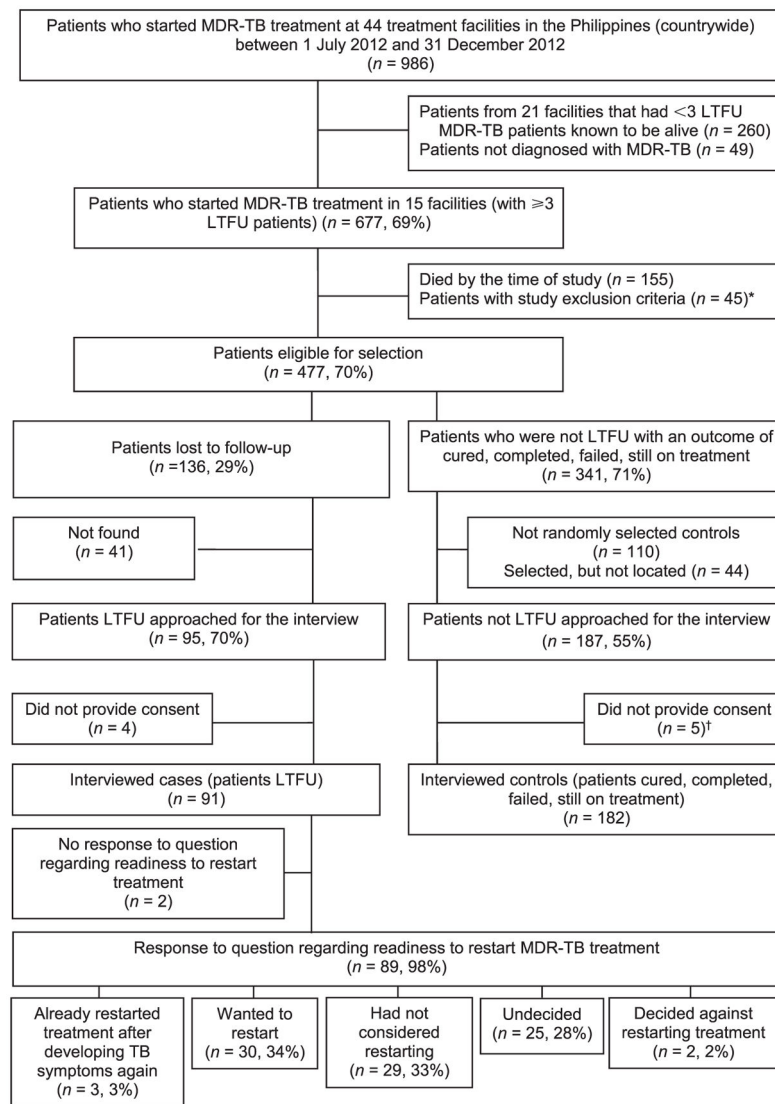 Patients who started MDR-TB treatment at 44 treatment facilities in the Philippines (countrywide)
between 1 July 2012 and 31 December 2012
(n = 986)
Patients from 21 facilities that had <3 LTFU
MDR-TB patients known to be alive (n = 260)
Patients not diagnosed with MDR-TB (n = 49)
Patients who started MDR-TB treatment in 15 facilities (with ⩾3
LTFU patients) (n = 677, 69%)
Died by the time of study (n = 155)
Patients with study exclusion criteria (n = 45)*
Patients eligible for selection
(n = 477, 70%)
Patients lost to follow-up
(n =136, 29%)
Patients who were not LTFU with an outcome of
cured, completed, failed, still on treatment
(n = 341, 71%)
Not found
(n = 41)
Not randomly selected controls
(n = 110)
Selected, but not located (n = 44)
Patients LTFU approached for the interview
(n = 95, 70%)
Patients not LTFU approached for the interview
(n = 187, 55%)
Did not provide consent
(n = 4)
Did not provide consent
(n = 5)†
Interviewed cases (patients LTFU)
(n = 91)
Interviewed controls (patients cured, completed,
failed, still on treatment)
(n = 182)
No response to question
regarding readiness to restart
treatment
(n = 2)
Response to question regarding readiness to restart MDR-TB treatment
(n = 89, 98%)
Already restarted
treatment after
developing TB
symptoms again
(n = 3, 3%)
Wanted to
restart
(n = 30, 34%)
Had not
considered
restarting
(n = 29, 33%)
Undecided
(n = 25, 28%)
Decided against
restarting treatment
(n = 2, 2%)